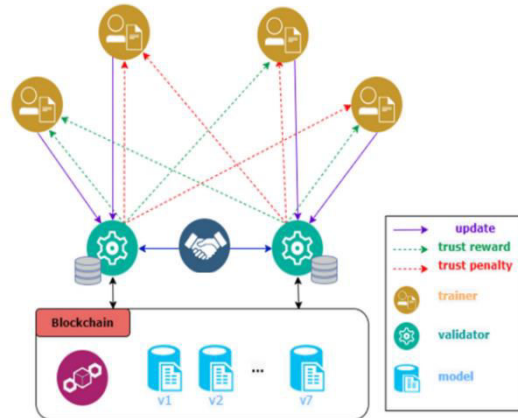 update
trust reward
trust penalty
trainer
validator
model
Blockchain
v1
v2
...
v7